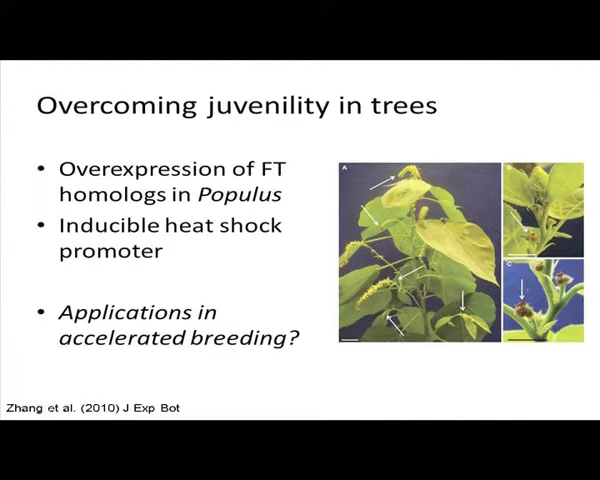 Overcoming juvenility in trees
• Overexpression of FT
homologs in Populus
• Inducible heat shock
promoter
• Applications in
accelerated breeding?
A
B
C
Zhang et al. (2010) J Exp Bot